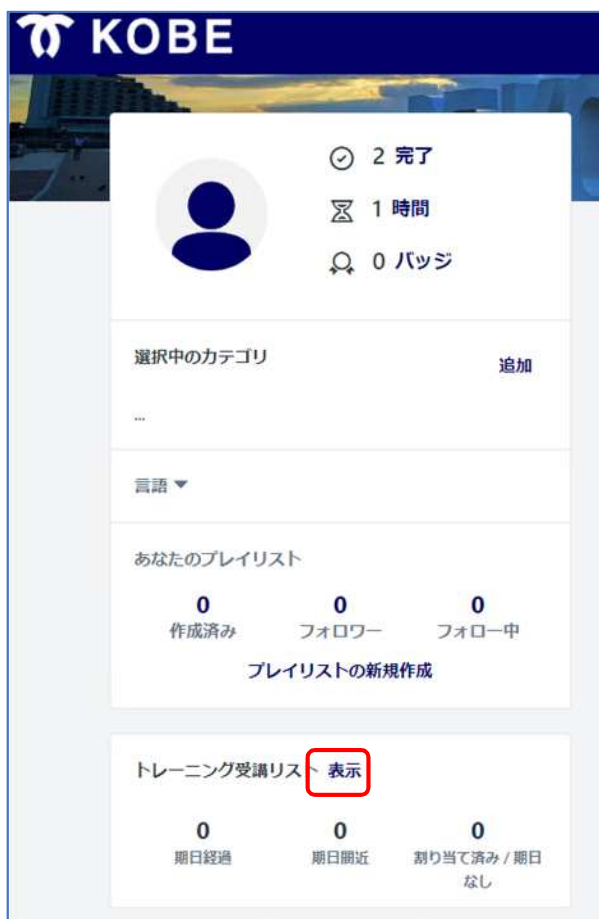 KOBE
2 完了
1 時間
0 バッジ
選択中のカテゴリ 追加
...
言語 ▼
あなたのプレイリスト
0 0 0
作成済み フォロワー フォロー中
プレイリストの新規作成
トレーニング受講リスト 表示
0 0 0
期日経過 期日間近 割り当て済み / 期日
なし